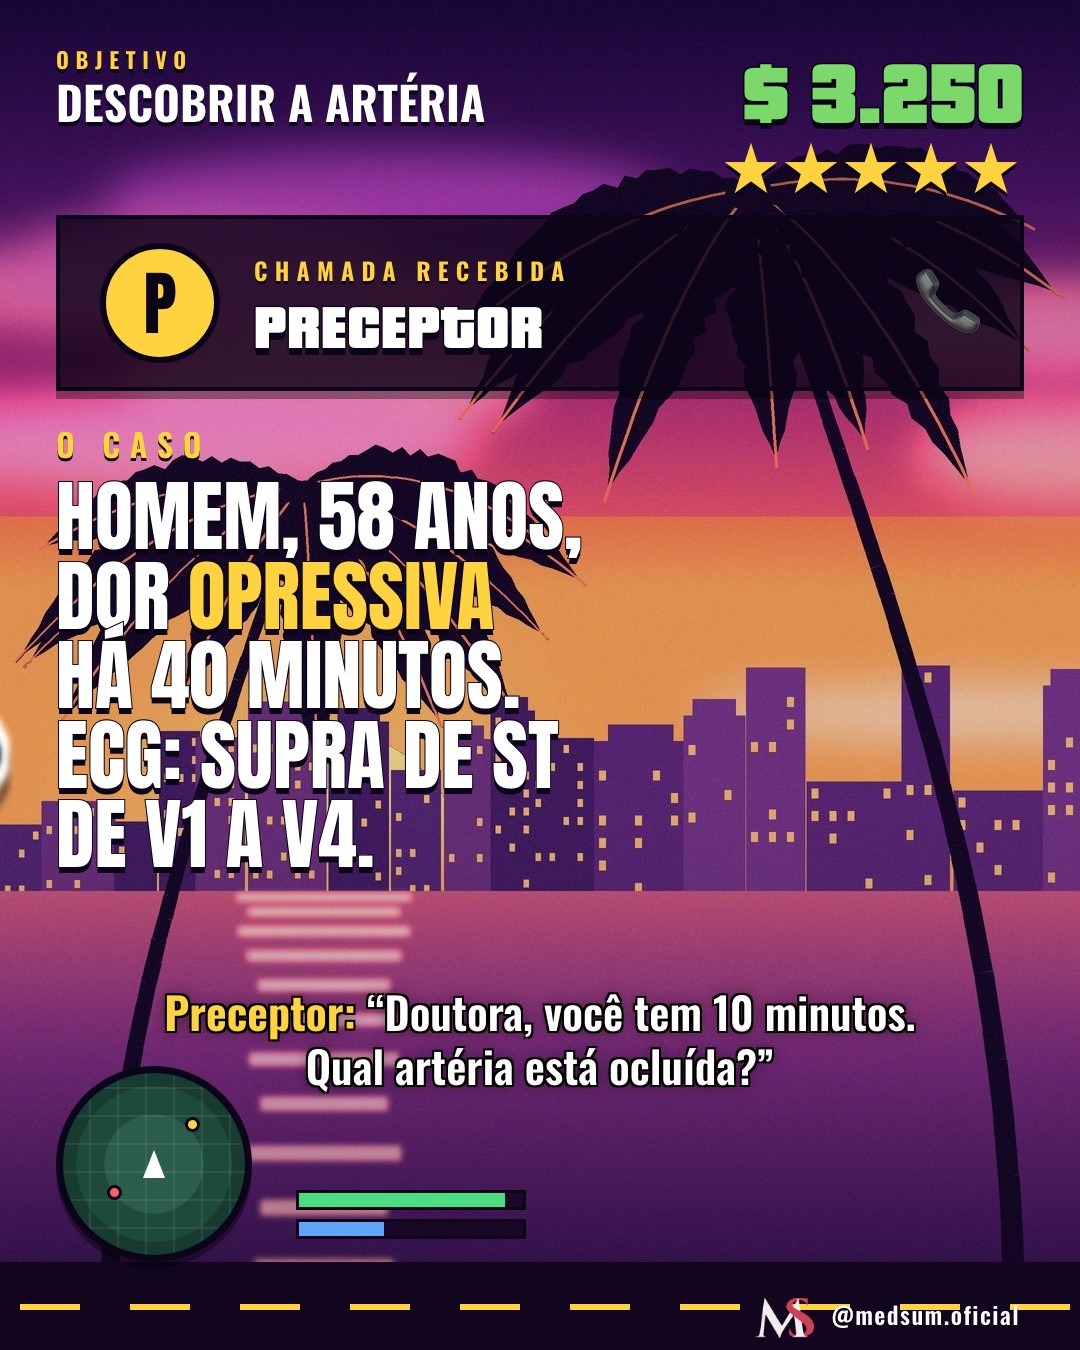 OBJETIVO
DESCOBRIR A ARTÉRIA
$ 3.250
P
CHAMADA RECEBIDA
PRECEPTOR
O CASO
HOMEM, 58 ANOS,
DOR OPRESSIVA
HÁ 40 MINUTOS.
ECG: SUPRA DE ST
DE V1 A V4.
Preceptor: “Doutora, você tem 10 minutos.
Qual artéria está ocluída?”
MS @medsum.oficial